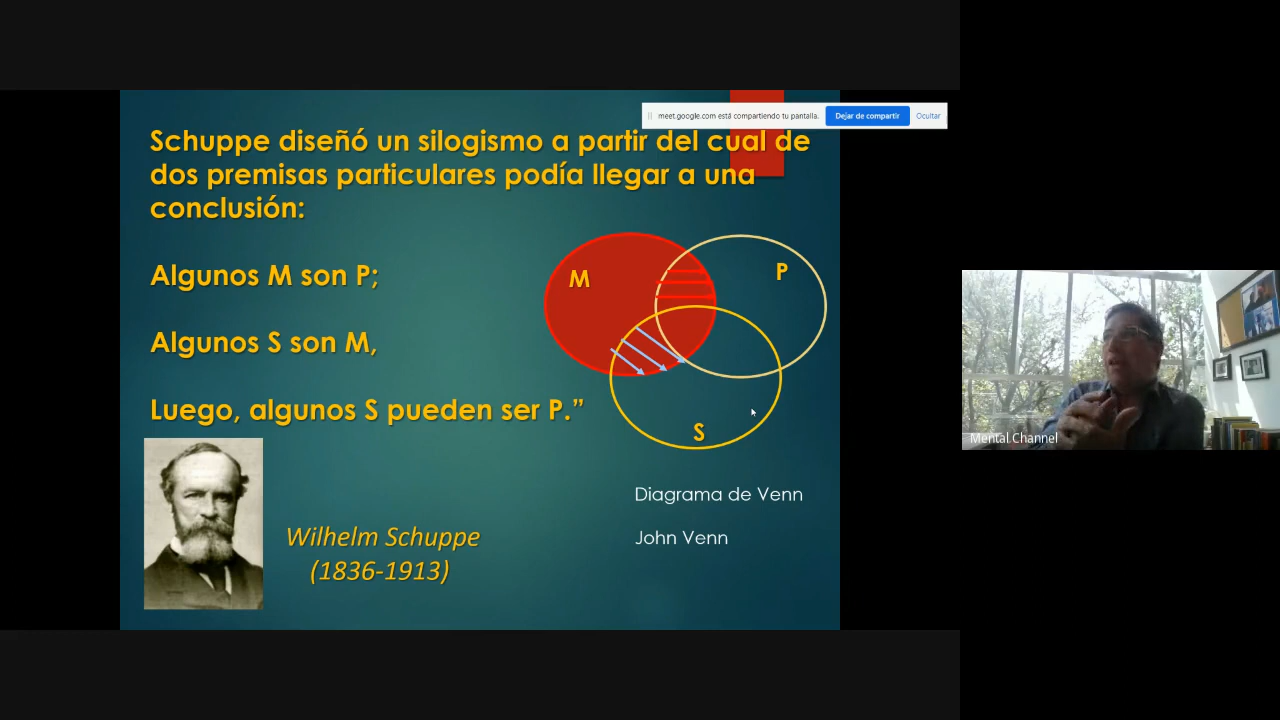 meet.google.com está compartiendo tu pantalla.
Dejar de compartir
Ocultar
Schuppe diseñó un silogismo a partir del cual de
dos premisas particulares podía llegar a una
conclusión:
Algunos M son P;
Algunos S son M,
Luego, algunos S pueden ser P.”
M
P
S
Diagrama de Venn
John Venn
Wilhelm Schuppe
(1836-1913)
Mental Channel